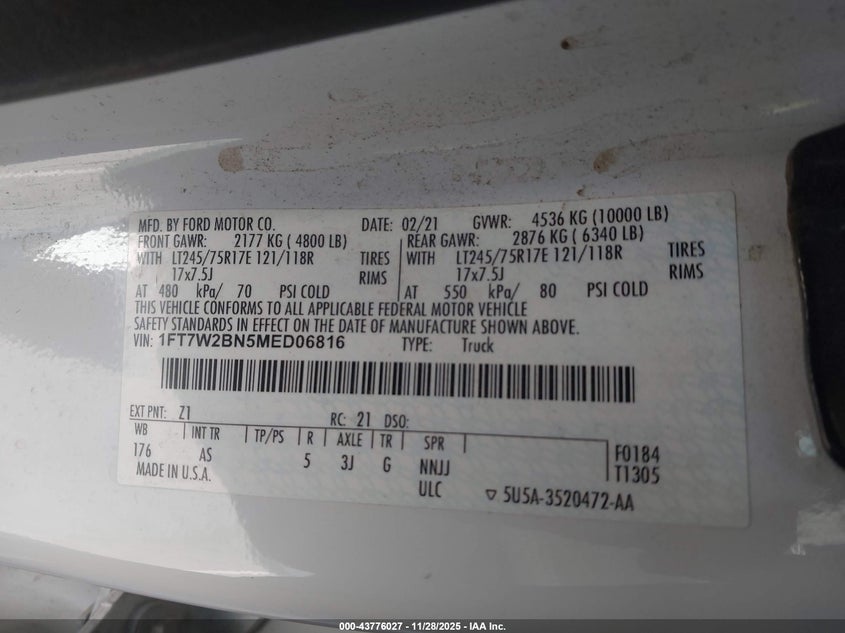 MFD. BY FORD MOTOR CO. DATE: 02/21 GVWR: 4536 KG (10000 LB)
FRONT GAWR: 2177 KG ( 4800 LB) REAR GAWR: 2876 KG ( 6340 LB)
WITH LT245/75R17E 121/118R TIRES WITH LT245/75R17E 121/118R TIRES
17x7.5J RIMS 17x7.5J RIMS
AT 480 kPa/ 70 PSI COLD AT 550 kPa/ 80 PSI COLD
THIS VEHICLE CONFORMS TO ALL APPLICABLE FEDERAL MOTOR VEHICLE
SAFETY STANDARDS IN EFFECT ON THE DATE OF MANUFACTURE SHOWN ABOVE.
VIN: 1FT7W2BN5MED06816 TYPE: Truck
EXT PNT: Z1 RC: 21 DSO:
WB INT TR TP/PS R AXLE TR SPR F0184
176 AS 5 3J G NNJJ T1305
MADE IN U.S.A. ULC 5U5A-3520472-AA
000-43776027 - 11/28/2025 - IAA Inc.